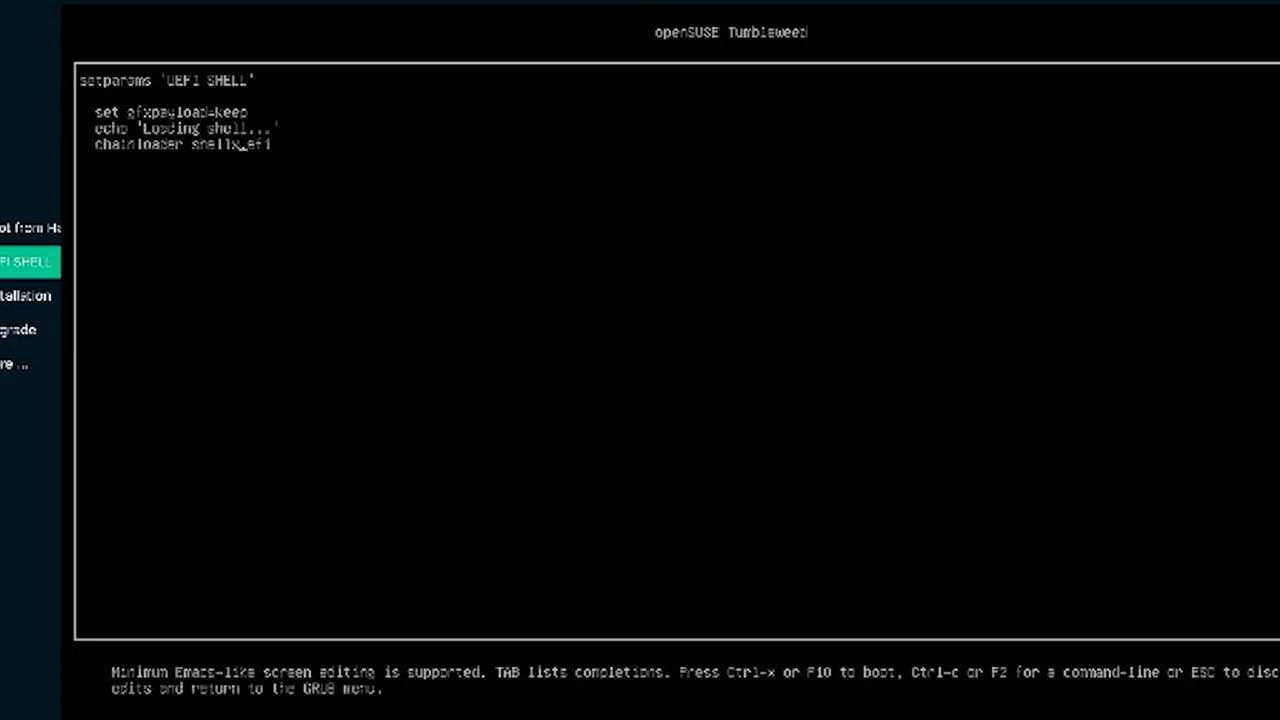 openSUSE Tumbleweed
setparams 'UEFI SHELL'
set gfxpayload=keep
echo 'Loading shell...'
chainloader shellx.efi
ot from Ha
FI SHELL
tallation
grade
re ...
Minimum Emacs-like screen editing is supported. TAB lists completions. Press Ctrl-x or F10 to boot, Ctrl-c or F2 for a command-line or ESC to disc
edits and return to the GRUB menu.